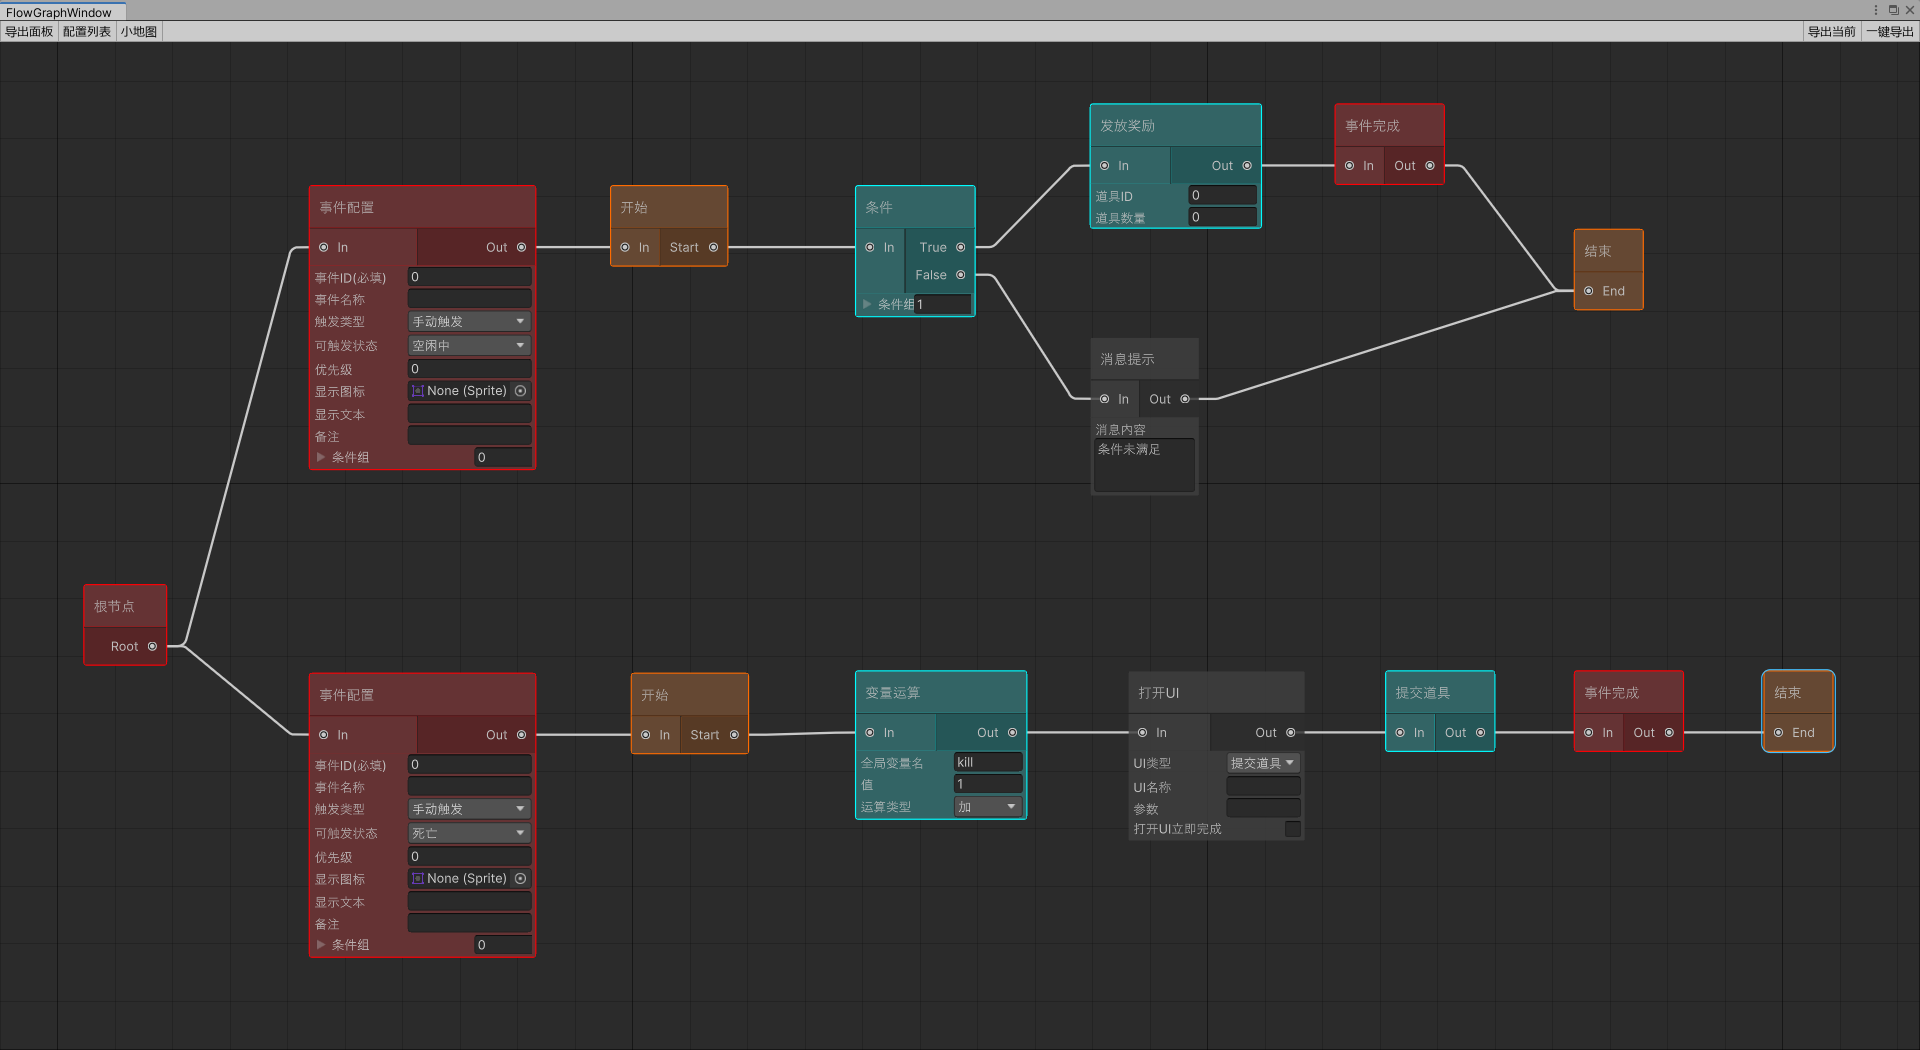 FlowGraphWindow
导出面板 配置列表 小地图 导出当前 一键导出
发放奖励
In Out
道具ID 0
道具数量 0
事件完成
In Out
事件配置
In Out
事件ID(必填) 0
事件名称
触发类型 手动触发
可触发状态 空闲中
优先级 0
显示图标 None (Sprite)
显示文本
备注
条件组 0
开始
In Start
条件
In True
False
条件组 1
结束
End
消息提示
In Out
消息内容
条件未满足
根节点
Root
事件配置
In Out
事件ID(必填) 0
事件名称
触发类型 手动触发
可触发状态 死亡
优先级 0
显示图标 None (Sprite)
显示文本
备注
条件组 0
开始
In Start
变量运算
In Out
全局变量名 kill
值 1
运算类型 加
打开UI
In Out
UI类型 提交道具
UI名称
参数
打开UI立即完成
提交道具
In Out
事件完成
In Out
结束
End